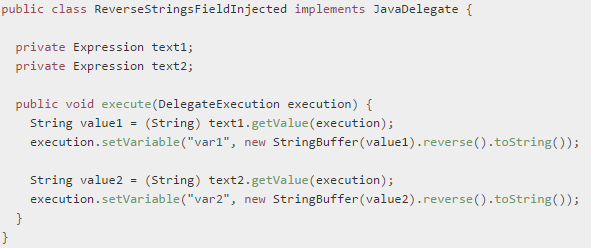 public class ReverseStringsFieldInjected implements JavaDelegate {
private Expression text1;
private Expression text2;
public void execute(DelegateExecution execution) {
String value1 = (String) text1.getValue(execution);
execution.setVariable("var1", new StringBuffer(value1).reverse().toString());
String value2 = (String) text2.getValue(execution);
execution.setVariable("var2", new StringBuffer(value2).reverse().toString());
}
}